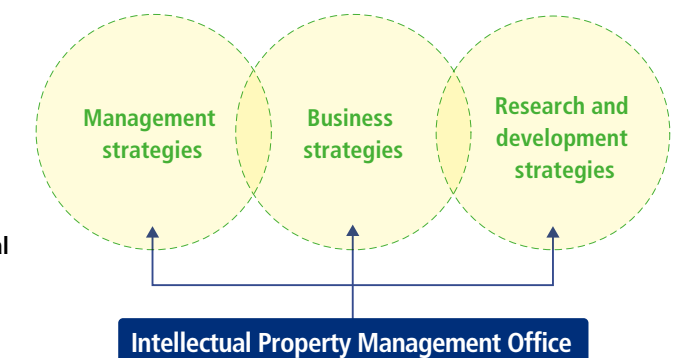 Management
strategies
Business
strategies
Research and
development
strategies
Intellectual Property Management Office